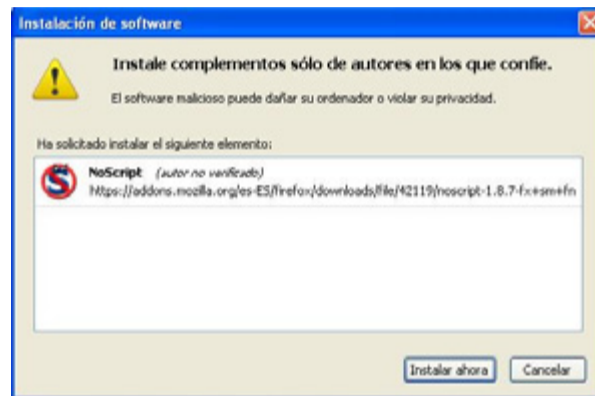 Instalación de software
Instale complementos sólo de autores en los que confíe.
El software malicioso puede dañar su ordenador o violar su privacidad.
Ha solicitado instalar el siguiente elemento:
NoScript (autor no verificado)
https://addons.mozilla.org/es-ES/firefox/downloads/file/42119/noscript-1.8.7-fx+sm+fn
Instalar ahora
Cancelar